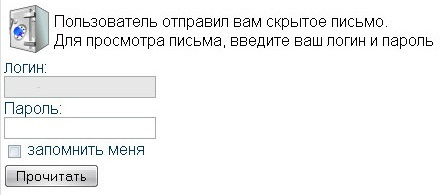 Пользователь отправил вам скрытое письмо.
Для просмотра письма, введите ваш логин и пароль
Логин:
Пароль:
запомнить меня
Прочитать